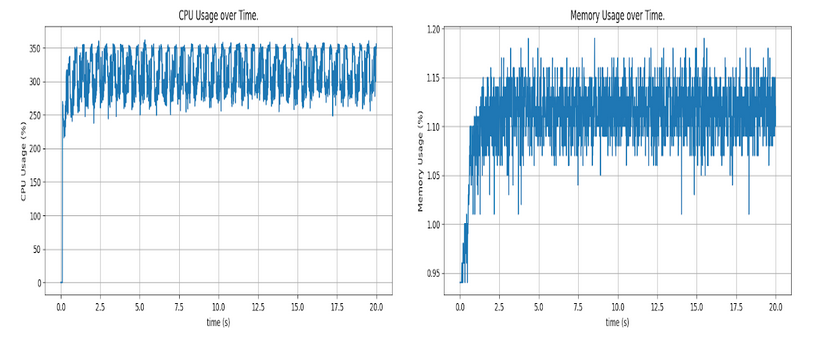 CPU Usage over Time.
CPU Usage (%)
350
300
250
200
150
100
50
0
0.0 2.5 5.0 7.5 10.0 12.5 15.0 17.5 20.0
time (s)
Memory Usage over Time.
Memory Usage (%)
1.20
1.15
1.10
1.05
1.00
0.95
0.0 2.5 5.0 7.5 10.0 12.5 15.0 17.5 20.0
time (s)